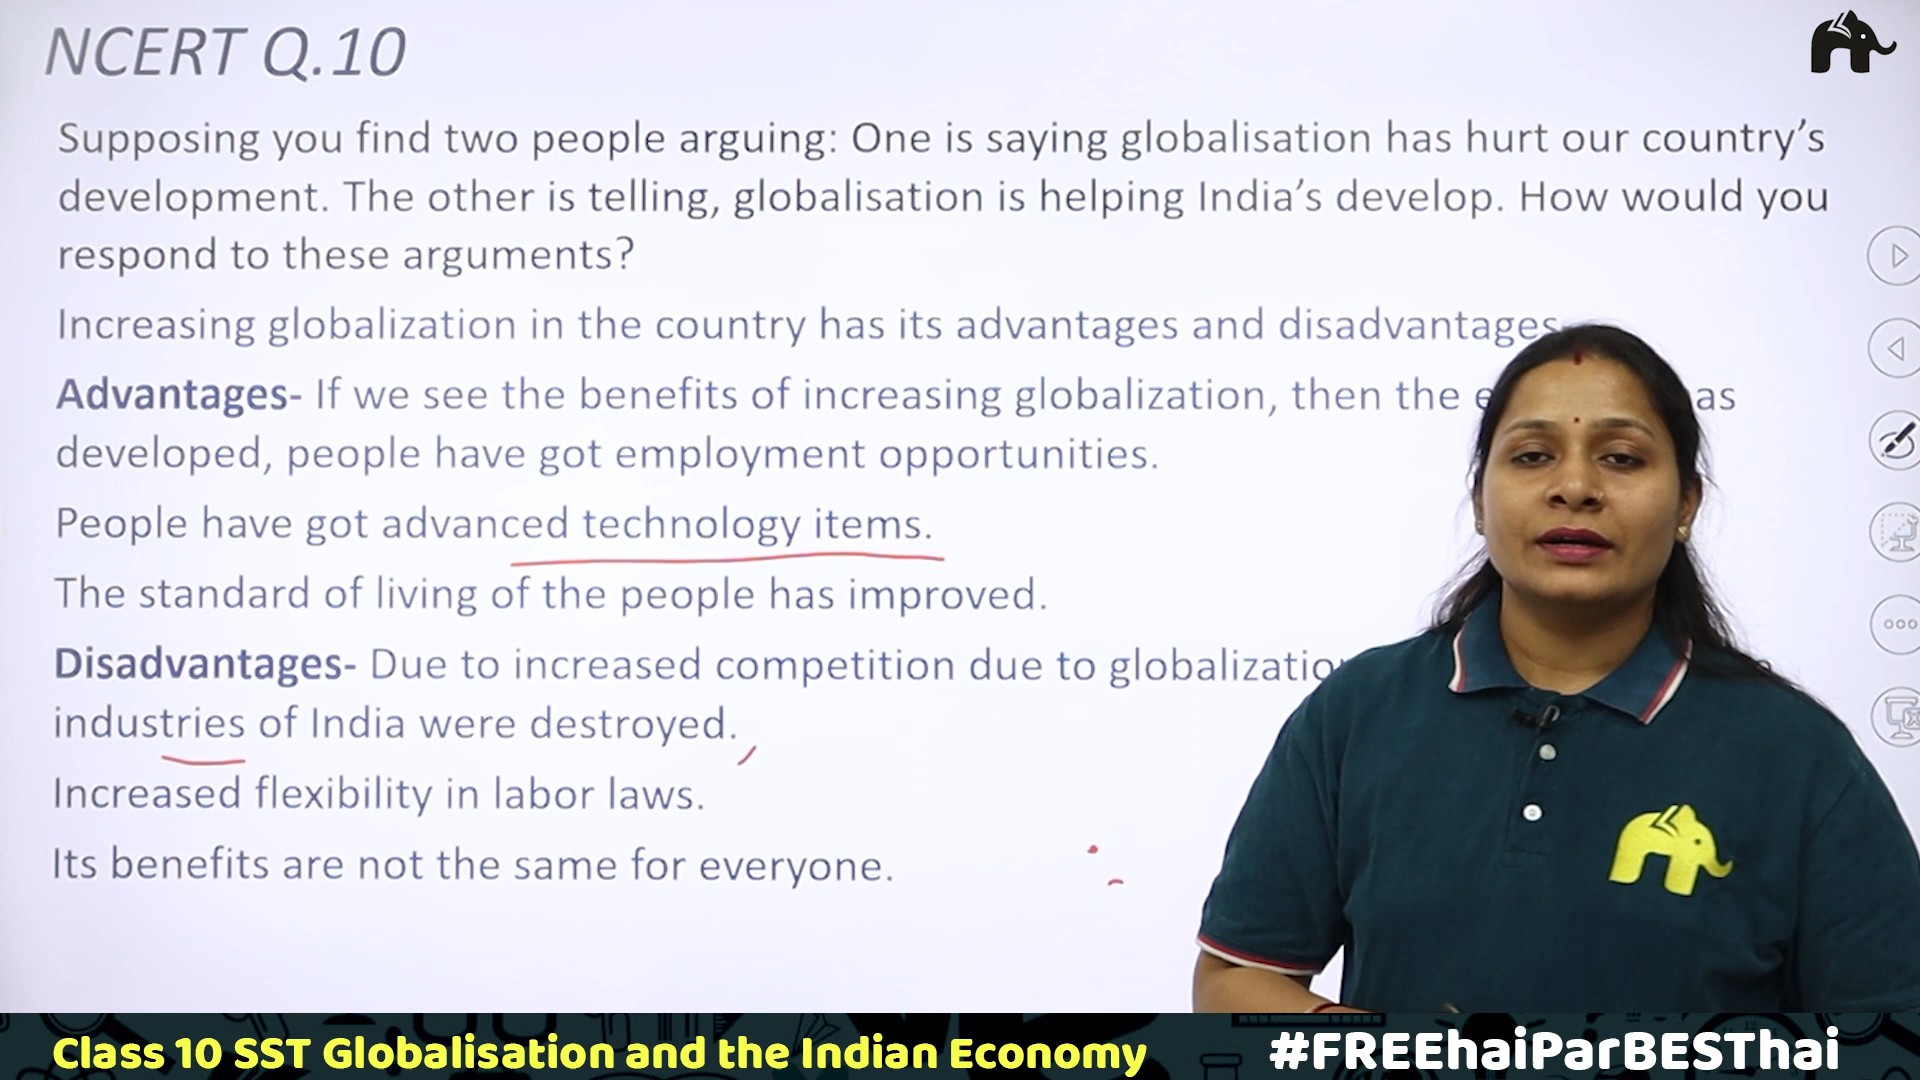 NCERT Q.10
Supposing you find two people arguing: One is saying globalisation has hurt our country's
development. The other is telling, globalisation is helping India's develop. How would you
respond to these arguments?
Increasing globalization in the country has its advantages and disadvantages
Advantages- If we see the benefits of increasing globalization, then the
developed, people have got employment opportunities.
People have got advanced technology items.
The standard of living of the people has improved.
Disadvantages- Due to increased competition due to globalizatio
industries of India were destroyed.
Increased flexibility in labor laws.
Its benefits are not the same for everyone.
Class 10 SST Globalisation and the Indian Economy
#FREEhaiParBESThai